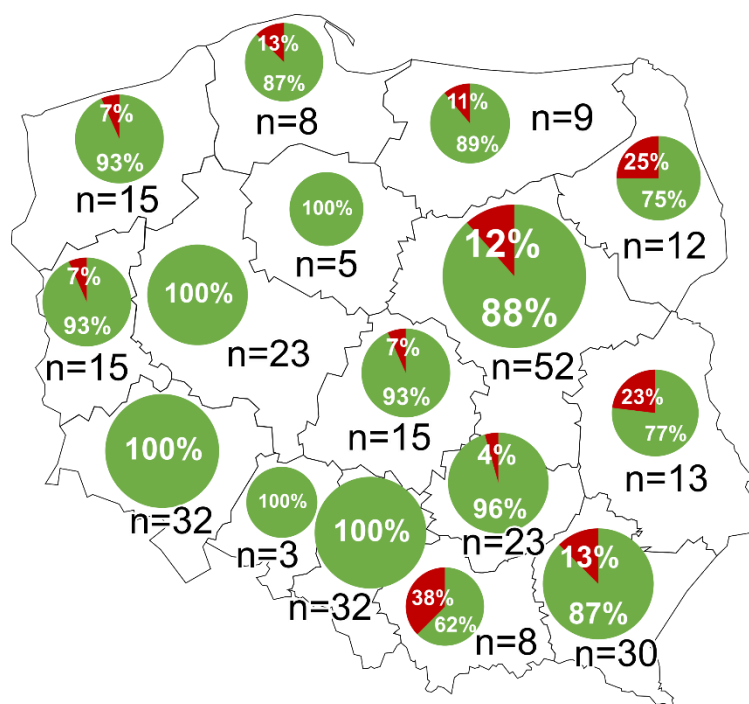 13%
87%
n=8
7%
93%
n=15
11%
89%
n=9
25%
75%
n=12
100%
n=5
12%
88%
n=52
7%
93%
n=15
100%
n=23
7%
93%
n=15
23%
77%
n=13
100%
n=32
100%
n=3
100%
n=32
4%
96%
n=23
38%
62%
n=8
13%
87%
n=30